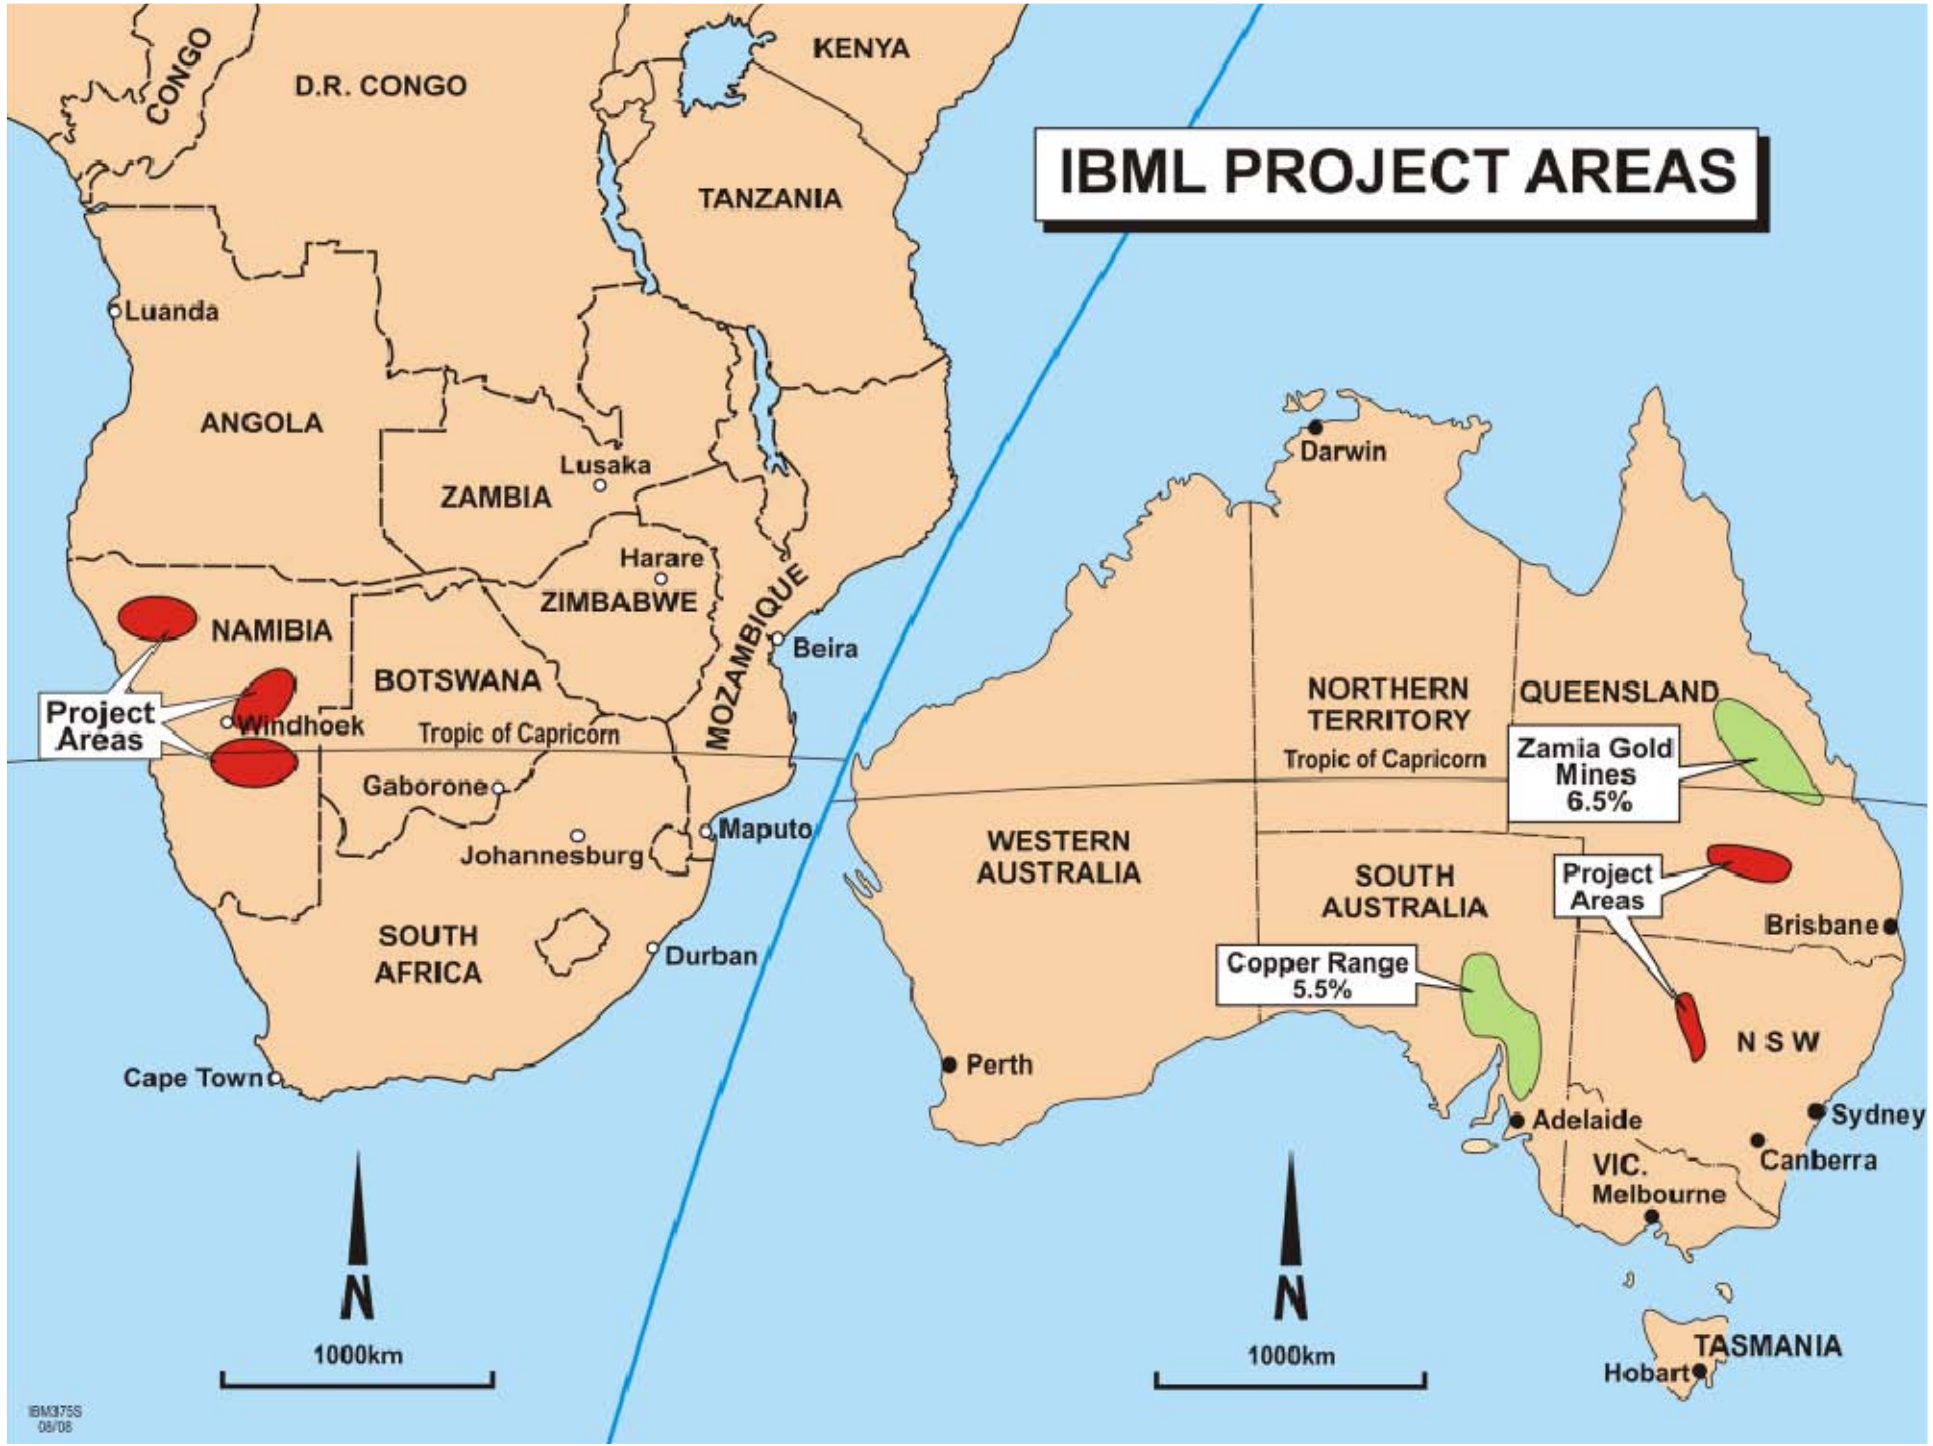 IBML PROJECT AREAS
CONGO
D.R. CONGO
KENYA
TANZANIA
Luanda
ANGOLA
Lusaka
ZAMBIA
Harare
ZIMBABWE
MOZAMBIQUE
Beira
NAMIBIA
BOTSWANA
Project
Areas
Windhoek
Tropic of Capricorn
Gaborone
Maputo
Johannesburg
SOUTH
AFRICA
Durban
Cape Town
N
1000km
IBM375S
08/08
Darwin
NORTHERN
TERRITORY
Tropic of Capricorn
QUEENSLAND
Zamia Gold
Mines
6.5%
WESTERN
AUSTRALIA
SOUTH
AUSTRALIA
Project
Areas
Brisbane
Copper Range
5.5%
N S W
Perth
Adelaide
Sydney
Canberra
VIC.
Melbourne
N
1000km
TASMANIA
Hobart